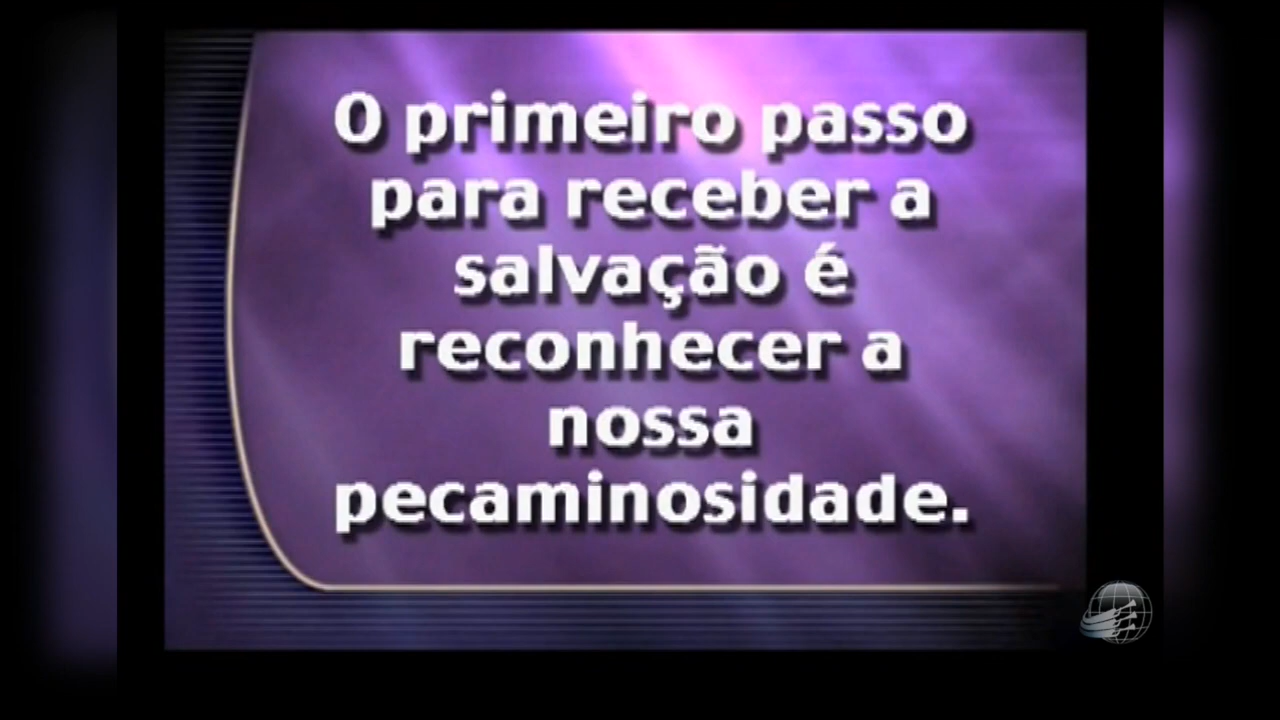 O primeiro passo
para receber a
salvação é
reconhecer a
nossa
pecaminosidade.